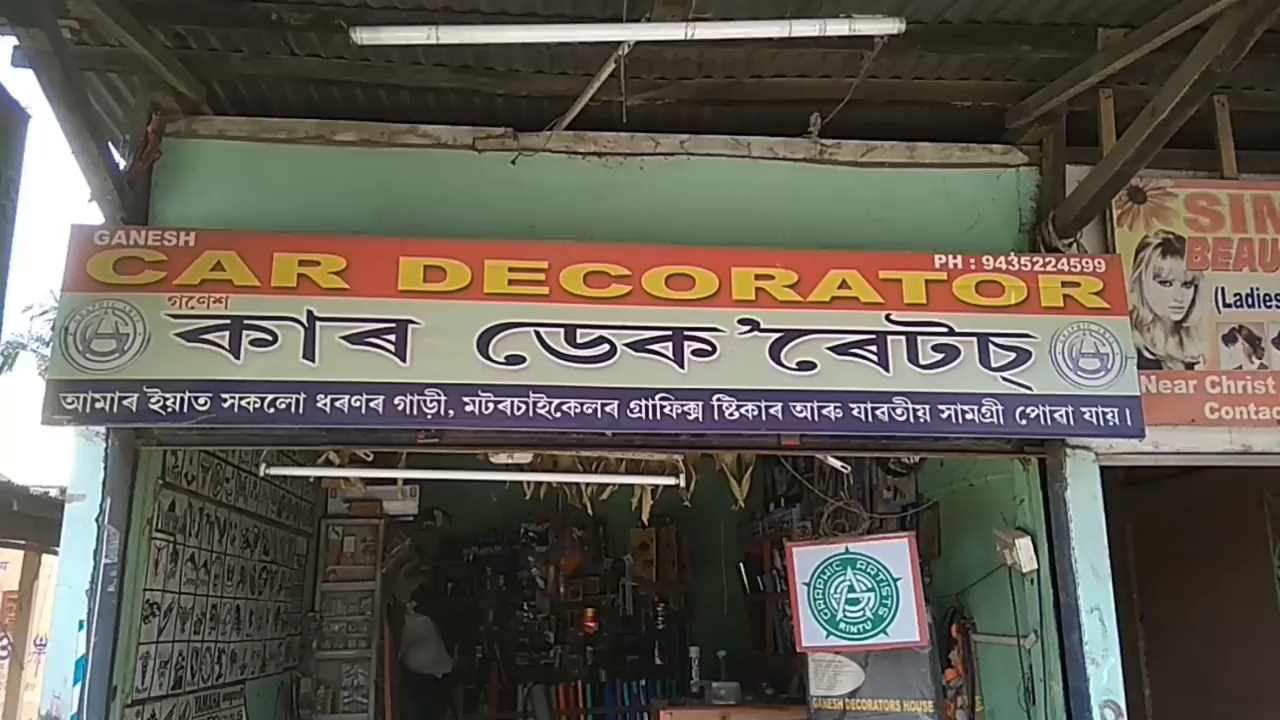 GANESH
CAR DECORATOR
PH : 9435224599
গণেশ
কাৰ ডেক'ৰেটচ্
আমাৰ ইয়াত সকলো ধৰণৰ গাড়ী, মটৰচাইকেলৰ গ্ৰাফিক্স ষ্টিকাৰ আৰু যাৱতীয় সামগ্ৰী পোৱা যায়।
SIM
BEAU
(Ladies
Near Christ
Contac
GRAPHIC ARTISTS
RINTU
GANESH DECORATORS HOUSE
YAMAHA